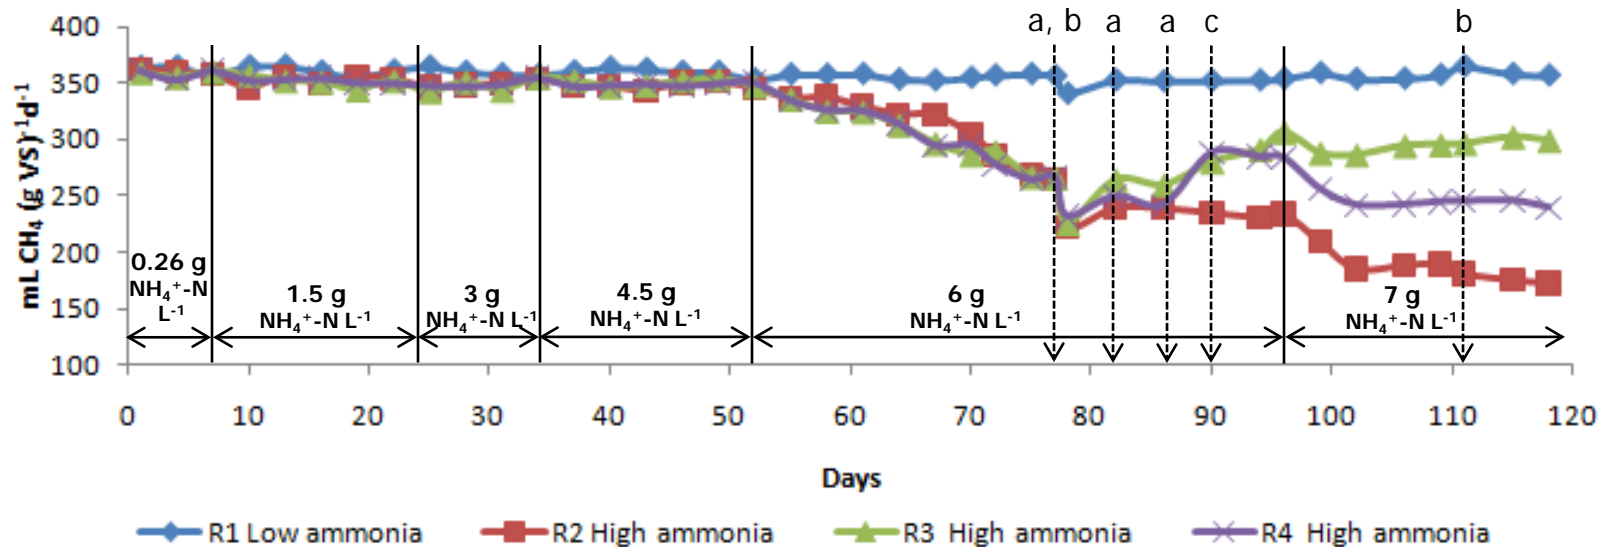 a, b a a c b
400
350
300
250
200
150
100
mL CH₄ (g VS)⁻¹d⁻¹
0.26 g
NH₄⁺-N
L⁻¹
1.5 g
NH₄⁺-N L⁻¹
3 g
NH₄⁺-N L⁻¹
4.5 g
NH₄⁺-N L⁻¹
6 g
NH₄⁺-N L⁻¹
7 g
NH₄⁺-N L⁻¹
0 10 20 30 40 50 60 70 80 90 100 110 120
Days
R1 Low ammonia R2 High ammonia R3 High ammonia R4 High ammonia